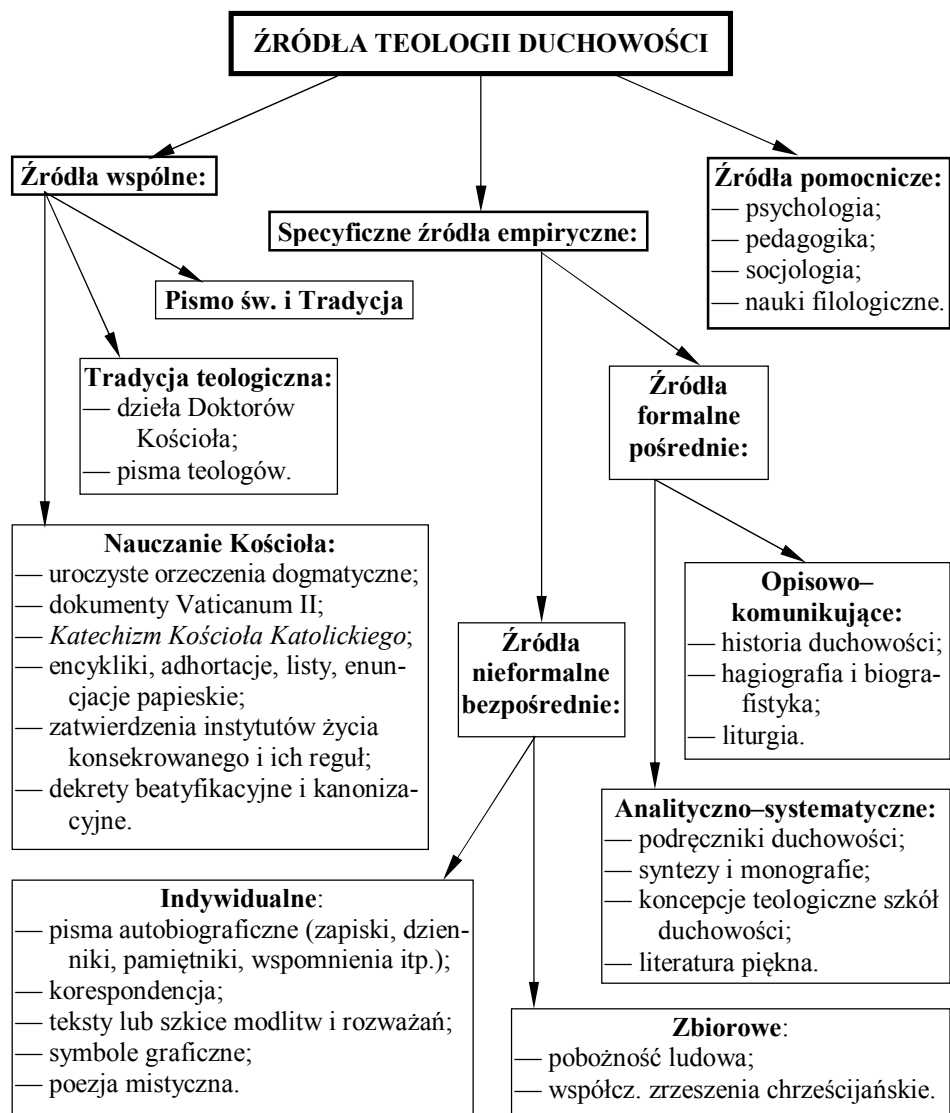 ŹRÓDŁA TEOLOGII DUCHOWOŚCI
Źródła wspólne:
Pismo św. i Tradycja
Tradycja teologiczna:
— dzieła Doktorów
Kościoła;
— pisma teologów.
Nauczanie Kościoła:
— uroczyste orzeczenia dogmatyczne;
— dokumenty Vaticanum II;
— Katechizm Kościoła Katolickiego;
— encykliki, adhortacje, listy, enun-
cjacje papieskie;
— zatwierdzenia instytutów życia
konsekrowanego i ich reguł;
— dekrety beatyfikacyjne i kanoniza-
cyjne.
Specyficzne źródła empiryczne:
Źródła
nieformalne
bezpośrednie:
Indywidualne:
— pisma autobiograficzne (zapiski, dzien-
niki, pamiętniki, wspomnienia itp.);
— korespondencja;
— teksty lub szkice modlitw i rozważań;
— symbole graficzne;
— poezja mistyczna.
Zbiorowe:
— pobożność ludowa;
— współcz. zrzeszenia chrześcijańskie.
Źródła
formalne
pośrednie:
Opisowo–
komunikujące:
— historia duchowości;
— hagiografia i biogra-
fistyka;
— liturgia.
Analityczno–systematyczne:
— podręczniki duchowości;
— syntezy i monografie;
— koncepcje teologiczne szkół
duchowości;
— literatura piękna.
Źródła pomocnicze:
— psychologia;
— pedagogika;
— socjologia;
— nauki filologiczne.